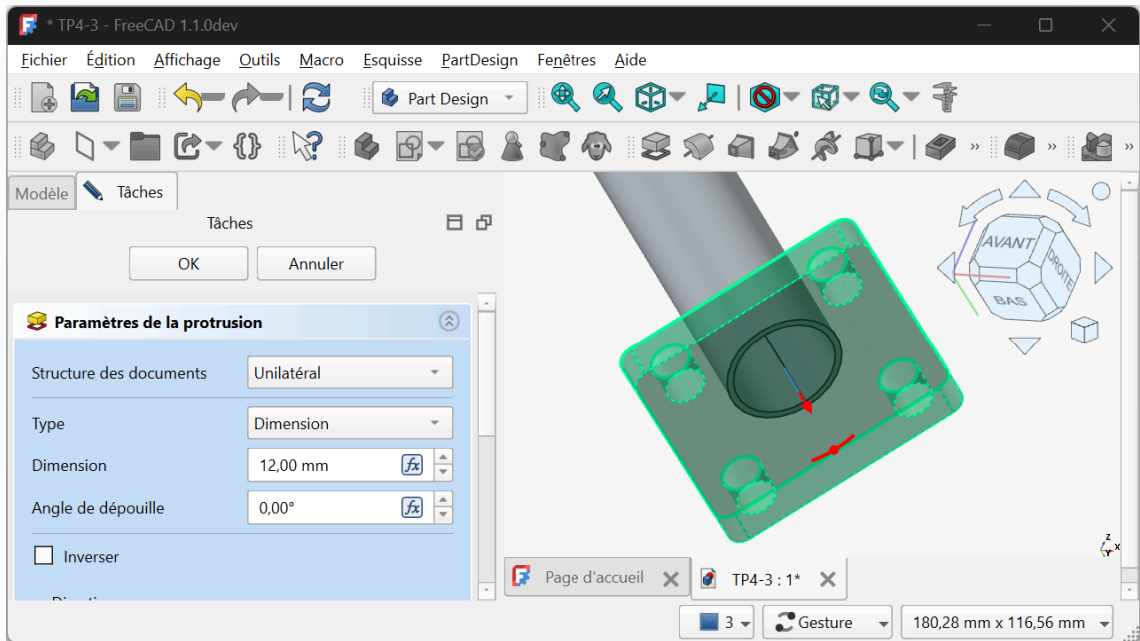 * TP4-3 - FreeCAD 1.1.0dev
Fichier Édition Affichage Outils Macro Esquisse PartDesign Fenêtres Aide
Part Design
Modèle Tâches
Tâches
OK Annuler
Paramètres de la protrusion
Structure des documents Unilatéral
Type Dimension
Dimension 12,00 mm fx
Angle de dépouille 0,00° fx
Inverser
AVANT
DROITE
BAS
Z
X
Y
Page d'accueil TP4-3 : 1*
3 Gesture 180,28 mm x 116,56 mm